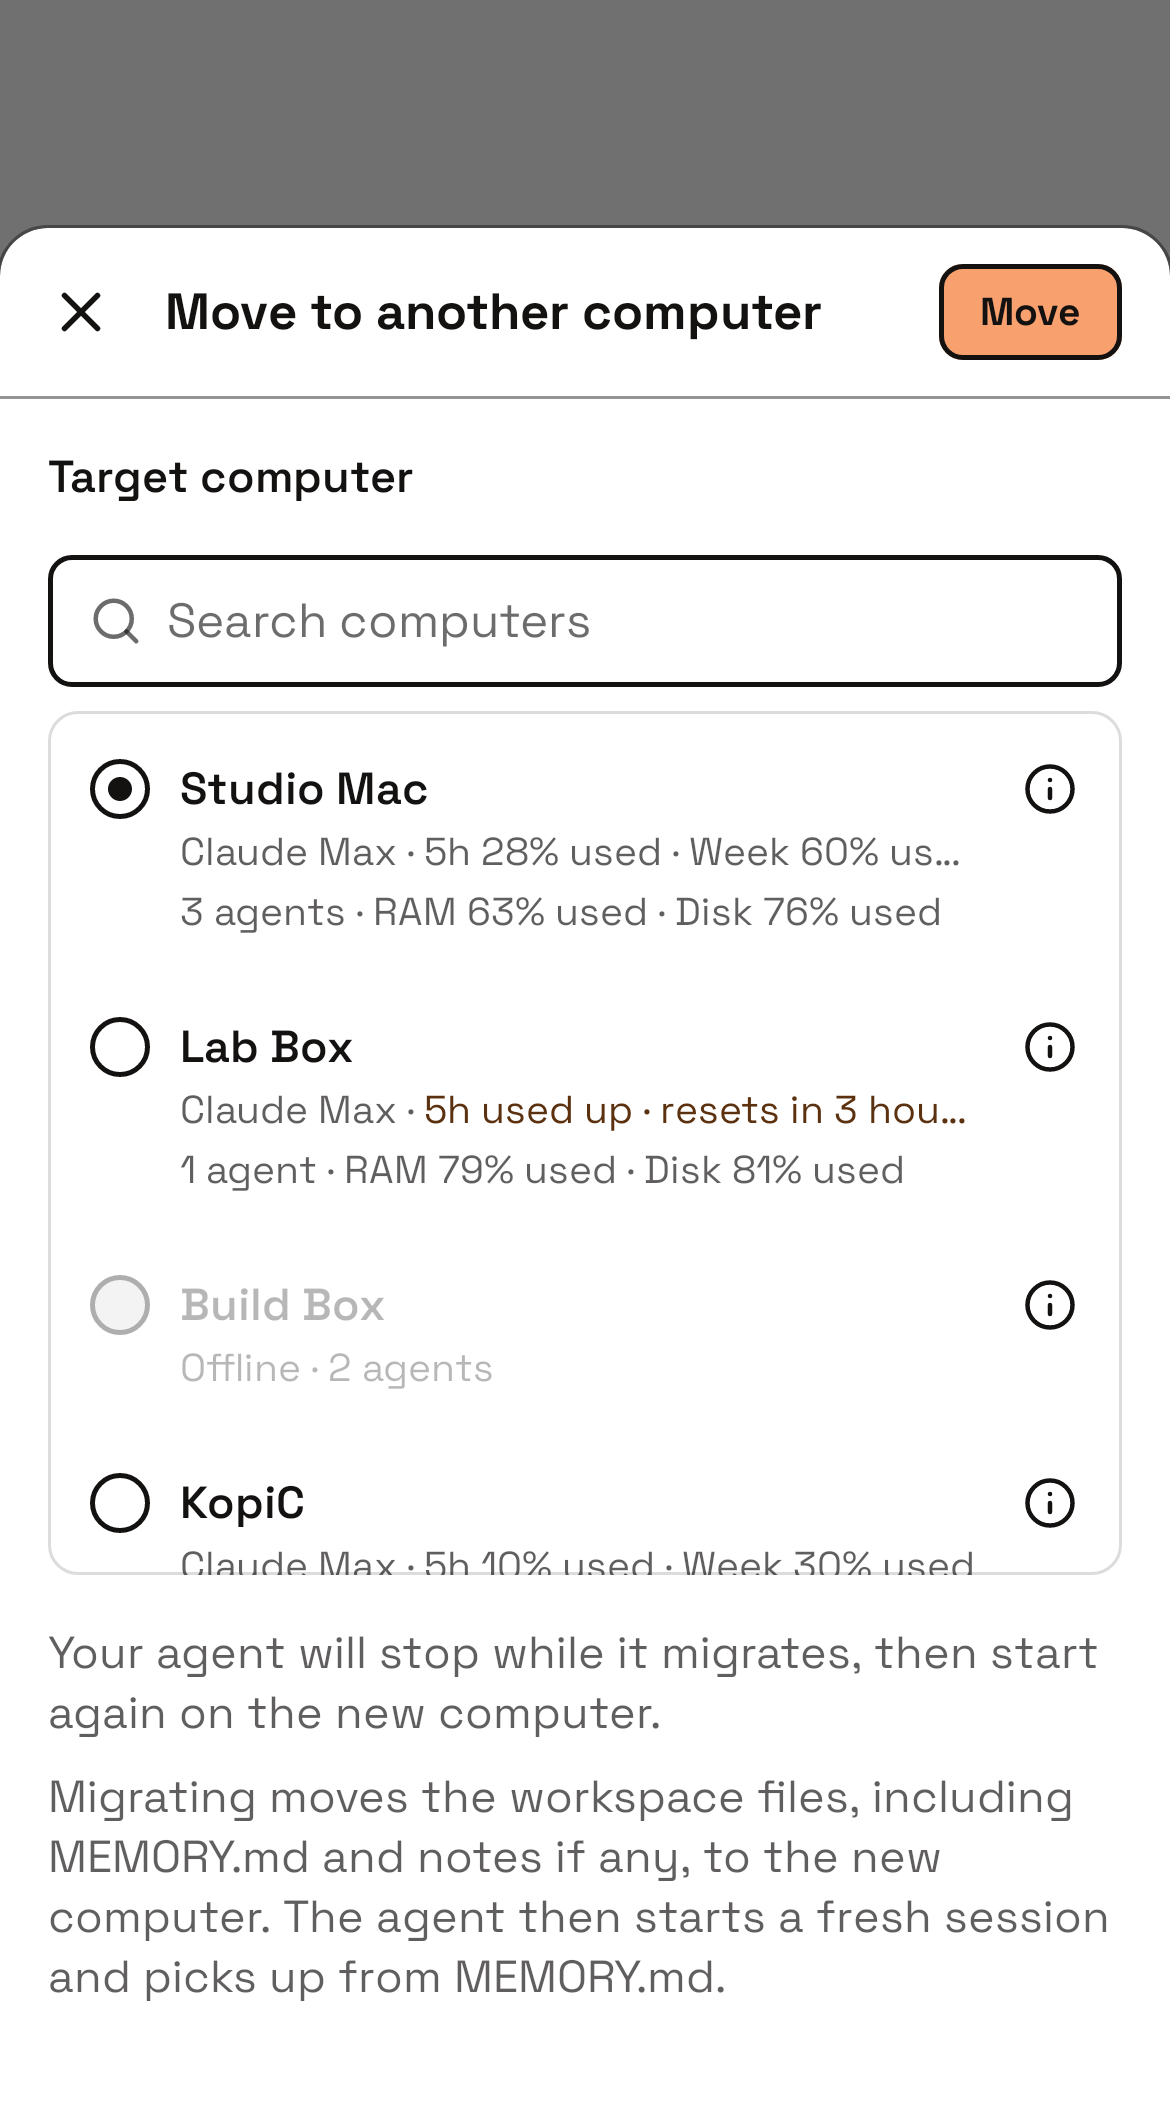 Move to another computer
Move
Target computer
Search computers
Studio Mac
Claude Max · 5h 28% used · Week 60% us...
3 agents · RAM 63% used · Disk 76% used
Lab Box
Claude Max · 5h used up · resets in 3 hou...
1 agent · RAM 79% used · Disk 81% used
Build Box
Offline · 2 agents
KopiC
Claude Max · 5h 10% used · Week 30% used
Your agent will stop while it migrates, then start
again on the new computer.
Migrating moves the workspace files, including
MEMORY.md and notes if any, to the new
computer. The agent then starts a fresh session
and picks up from MEMORY.md.